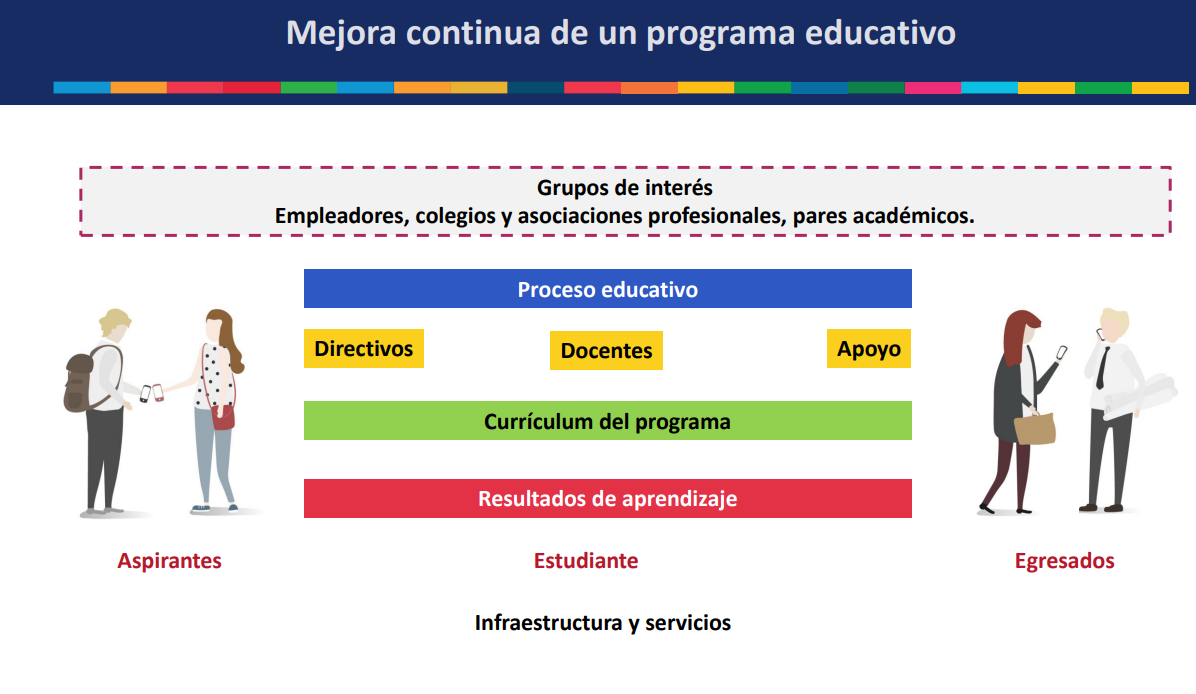 Mejora continua de un programa educativo
Grupos de interés
Empleadores, colegios y asociaciones profesionales, pares académicos.
Proceso educativo
Directivos
Docentes
Apoyo
Currículum del programa
Resultados de aprendizaje
Aspirantes
Estudiante
Egresados
Infraestructura y servicios